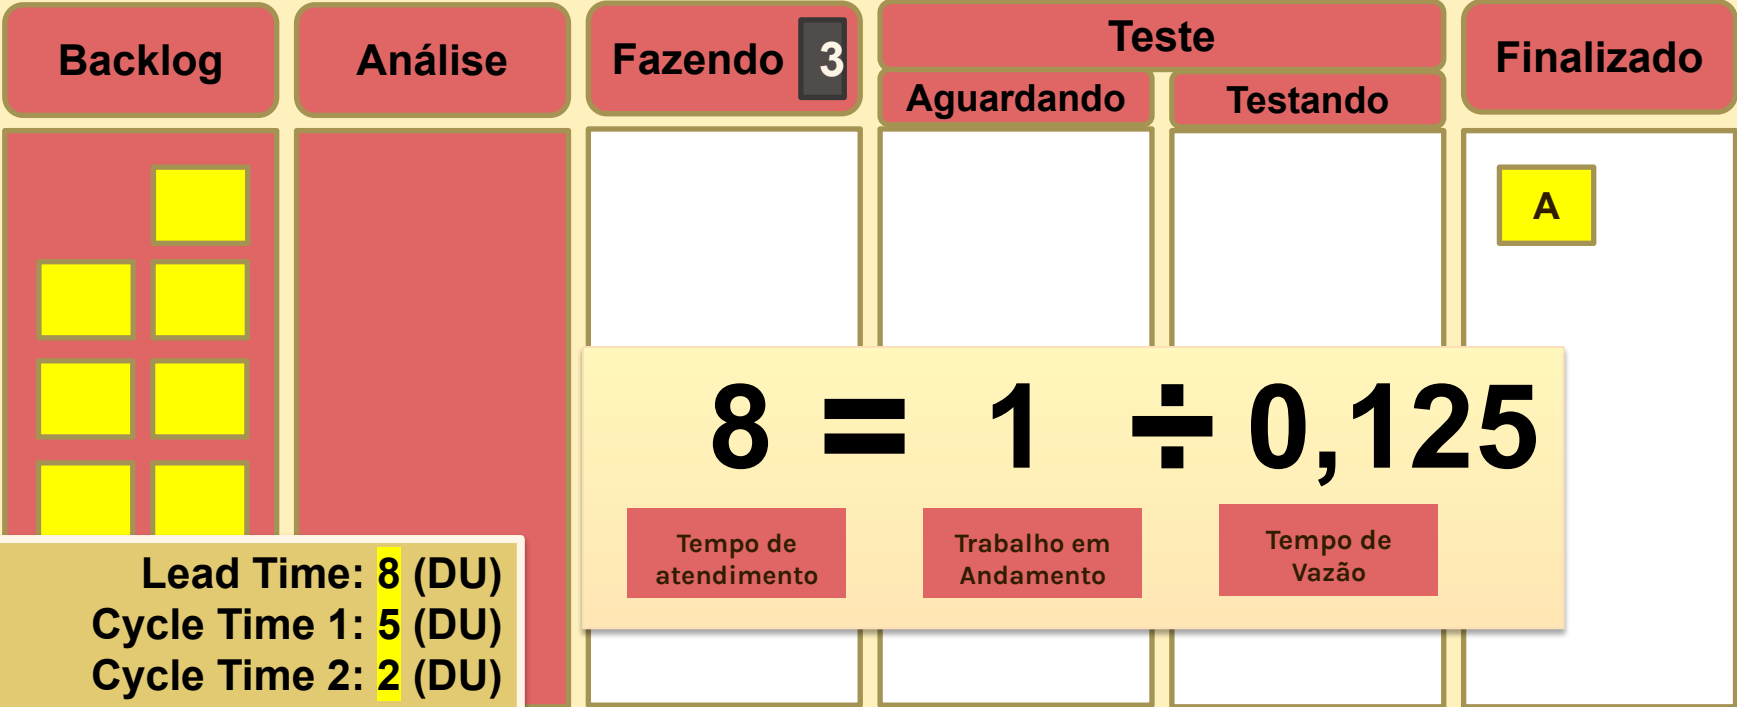 Backlog
Análise
Fazendo 3
Teste
Aguardando
Testando
Finalizado
A
8 = 1 ÷ 0,125
Tempo de
atendimento
Trabalho em
Andamento
Tempo de
Vazão
Lead Time: 8 (DU)
Cycle Time 1: 5 (DU)
Cycle Time 2: 2 (DU)